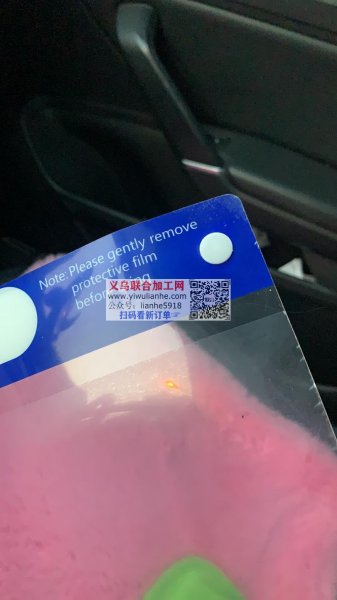 Note: Please gently remove
protective film
义乌联合加工网
www.yiwulianhe.com
公众号：lianhe5918
扫码看新订单☞